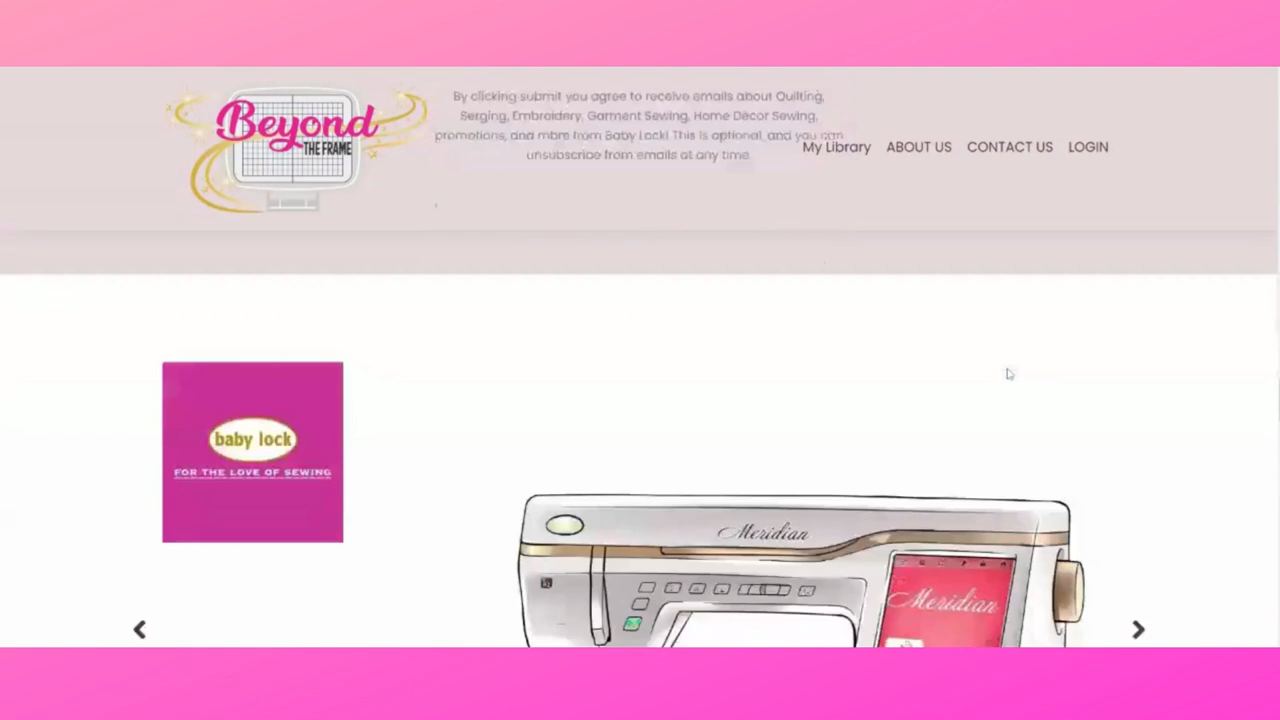 Beyond
THE FRAME
By clicking submit you agree to receive emails about Quilting,
Serging, Embroidery, Garment Sewing, Home Décor Sewing,
promotions, and more from Baby Lock! This is optional, and you can
unsubscribe from emails at any time.
My Library ABOUT US CONTACT US LOGIN
baby lock
FOR THE LOVE OF SEWING
Meridian
Meridian